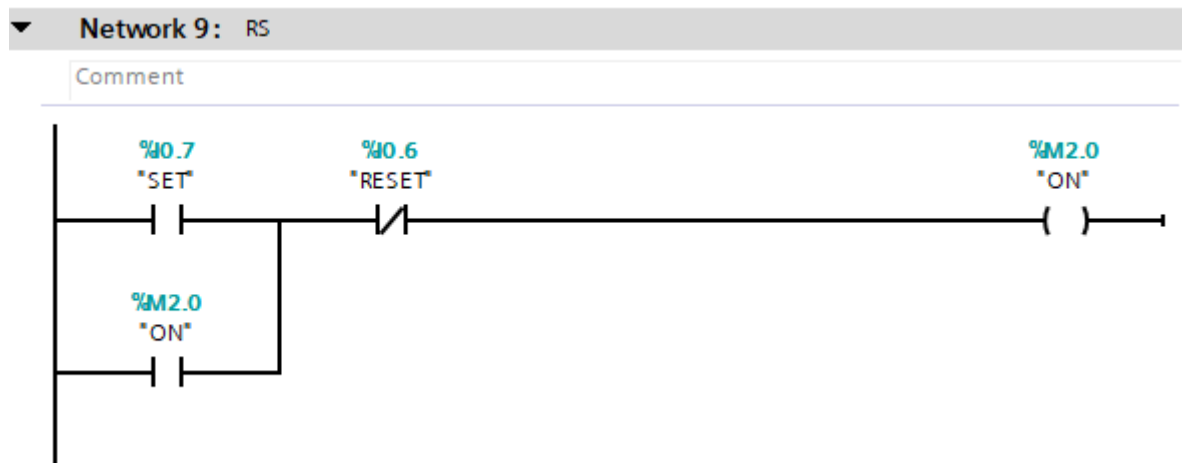 Network 9: RS
Comment
%I0.7 %I0.6 %M2.0
"SET" "RESET" "ON"
%M2.0
"ON"